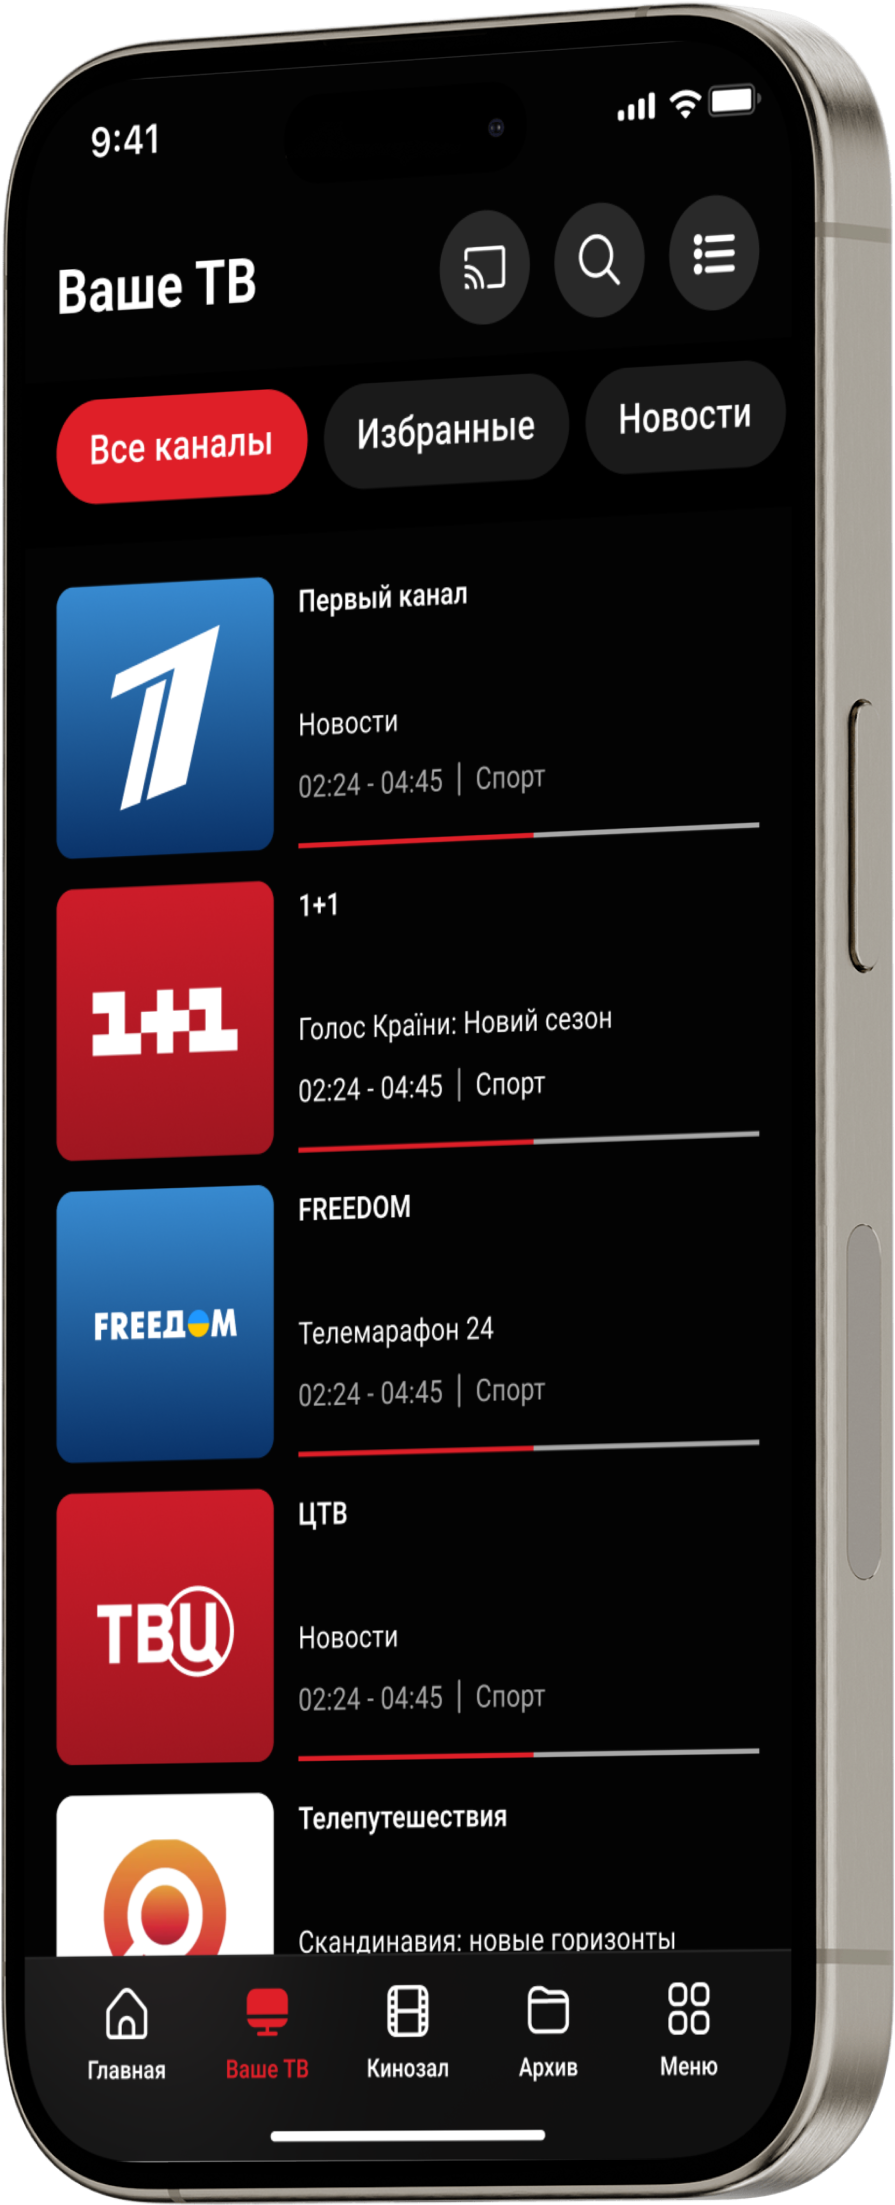 9:41
Ваше ТВ
Все каналы Избранные Новости
Первый канал
Новости
02:24 - 04:45 | Спорт
1+1
1+1
Голос Країни: Новий сезон
02:24 - 04:45 | Спорт
FREEDOM
FREEДОМ
Телемарафон 24
02:24 - 04:45 | Спорт
ЦТВ
ТВЦ
Новости
02:24 - 04:45 | Спорт
Телепутешествия
Скандинавия: новые горизонты
Главная Ваше ТВ Кинозал Архив Меню